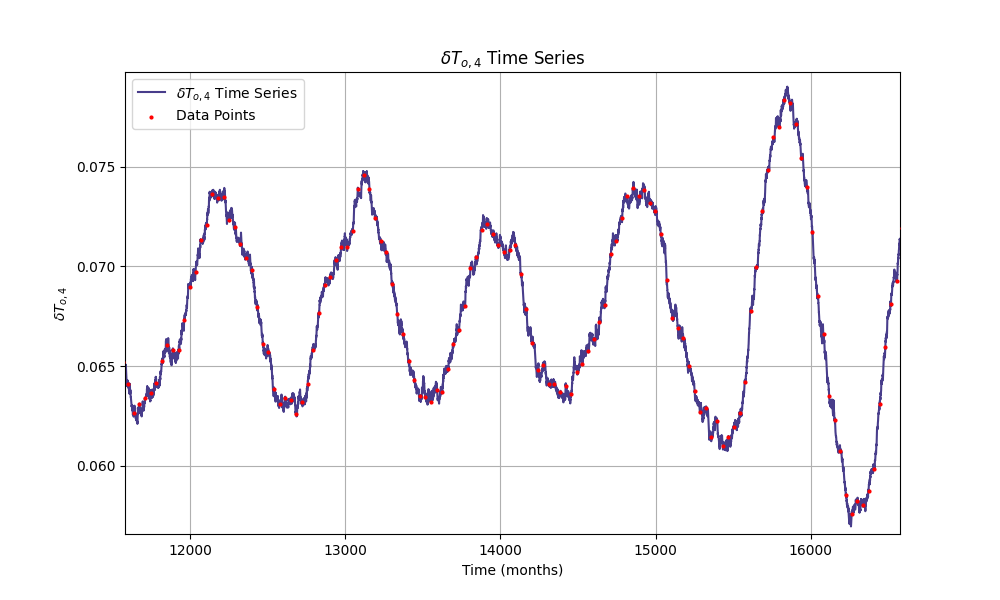 δT_{o,4} Time Series
δT_{o,4} Time Series
Data Points
0.075
0.070
0.065
0.060
δT_{o,4}
12000 13000 14000 15000 16000
Time (months)